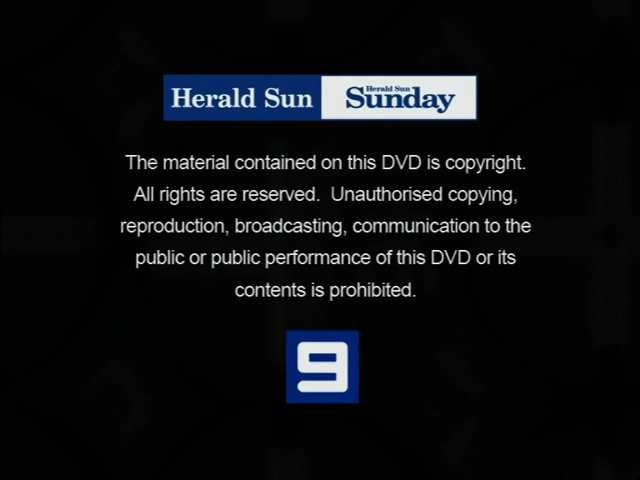 Herald Sun Herald Sun
Sunday
The material contained on this DVD is copyright.
All rights are reserved.  Unauthorised copying,
reproduction, broadcasting, communication to the
public or public performance of this DVD or its
contents is prohibited.
9